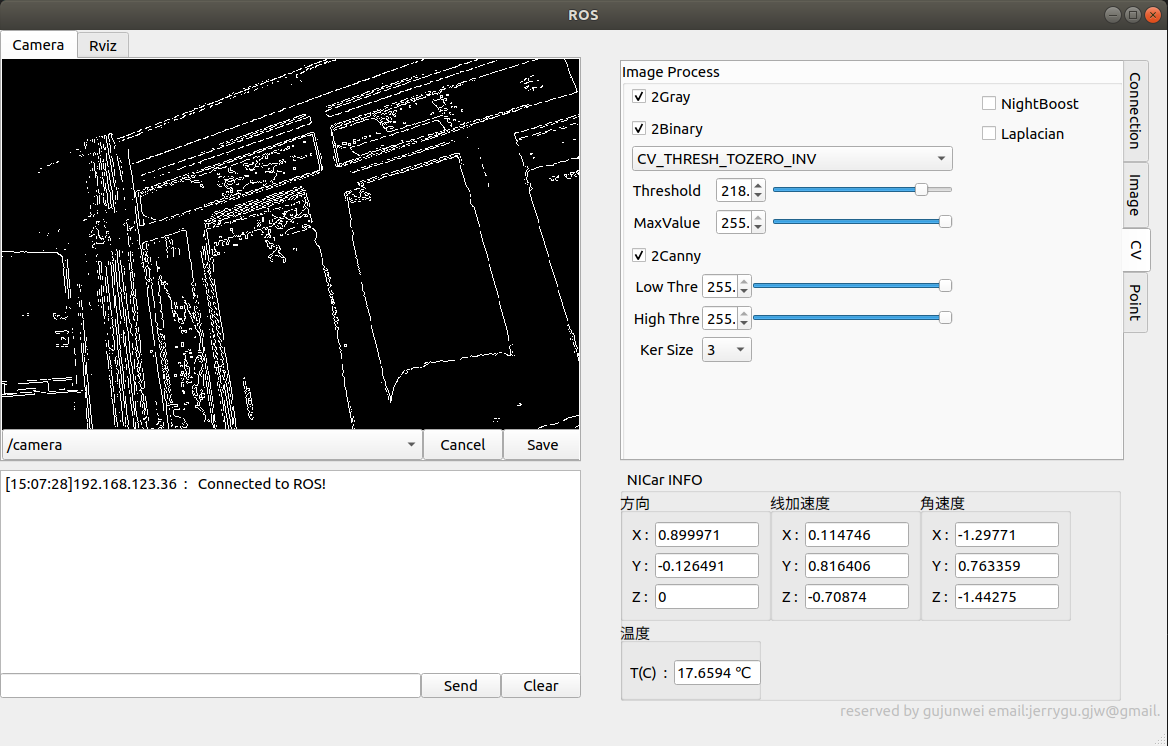 ROS
Camera
Rviz
Image Process
2Gray
NightBoost
2Binary
Laplacian
CV_THRESH_TOZERO_INV
Threshold 218.
MaxValue 255.
2Canny
Low Thre 255.
High Thre 255.
Ker Size 3
Connection
Image
CV
Point
/camera
Cancel
Save
[15:07:28]192.168.123.36 : Connected to ROS!
Send
Clear
NICar INFO
方向
X: 0.899971
Y: -0.126491
Z: 0
线加速度
X: 0.114746
Y: 0.816406
Z: -0.70874
角速度
X: -1.29771
Y: 0.763359
Z: -1.44275
温度
T(C) : 17.6594 ℃
reserved by gujunwei email:jerrygu.gjw@gmail.